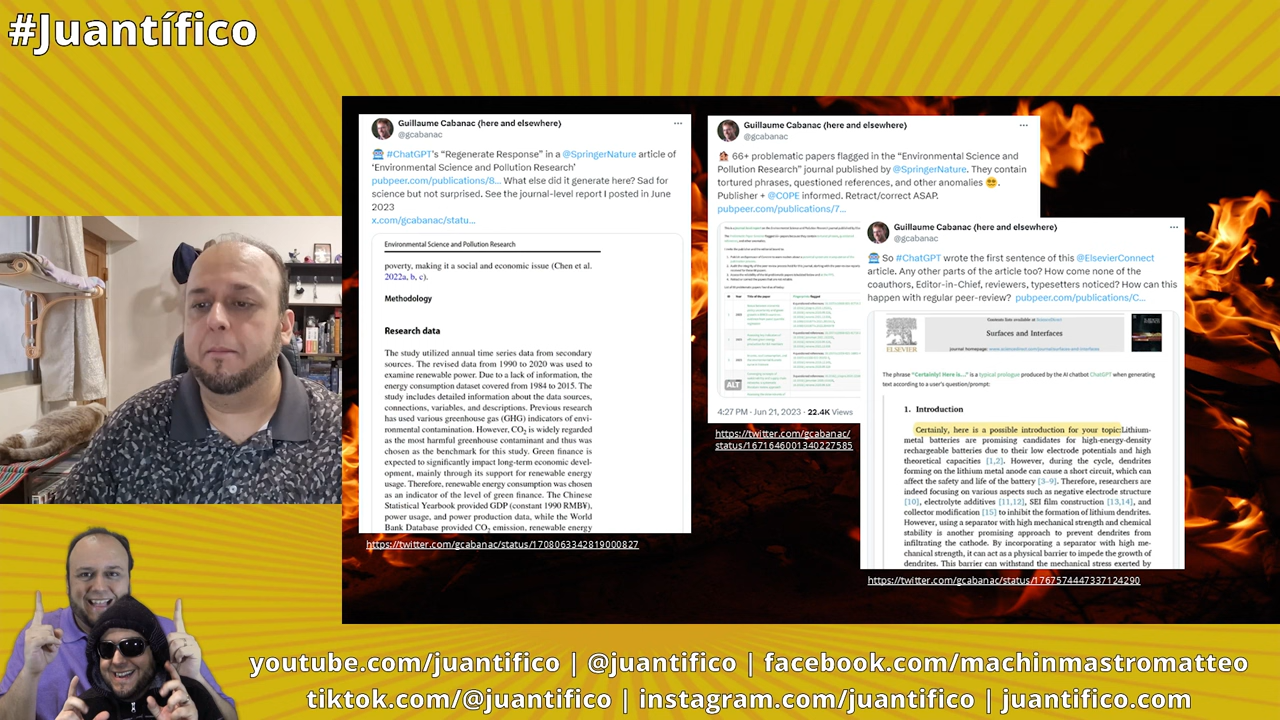 #Juantífico
Guillaume Cabanac (here and elsewhere)
@gcabanac
#ChatGPT's "Regenerate Response" in a @SpringerNature article of
'Environmental Science and Pollution Research'
pubpeer.com/publications/8... What else did it generate here? Sad for
science but not surprised. See the journal-level report I posted in June
2023
x.com/gcabanac/statu...
Environmental Science and Pollution Research
poverty, making it a social and economic issue (Chen et al.
2022a, b, c).
Methodology
Research data
The study utilized annual time series data from secondary
sources. The revised data from 1990 to 2020 was used to
examine renewable power. Due to a lack of information, the
energy consumption dataset covered from 1984 to 2015. The
study includes detailed information about the data sources,
connections, variables, and descriptions. Previous research
has used various greenhouse gas (GHG) indicators of envi-
ronmental contamination. However, CO2 is widely regarded
as the most harmful greenhouse contaminant and thus was
chosen as the benchmark for this study. Green finance is
expected to significantly impact long-term economic devel-
opment, mainly through its support for renewable energy
usage. Therefore, renewable energy consumption was chosen
as an indicator of the level of green finance. The Chinese
Statistical Yearbook provided GDP (constant 1990 RMB¥),
power usage, and power production data, while the World
Bank Database provided CO2 emission, renewable energy
https://twitter.com/gcabanac/status/1708063342819000827
Guillaume Cabanac (here and elsewhere)
@gcabanac
66+ problematic papers flagged in the "Environmental Science and
Pollution Research" journal published by @SpringerNature. They contain
tortured phrases, questioned references, and other anomalies
Publisher + @C0PE informed. Retract/correct ASAP.
pubpeer.com/publications/7...
ALT
4:27 PM · Jun 21, 2023 · 22.4K Views
https://twitter.com/gcabanac/
status/1671646001340227585
Guillaume Cabanac (here and elsewhere)
@gcabanac
So #ChatGPT wrote the first sentence of this @ElsevierConnect
article. Any other parts of the article too? How come none of the
coauthors, Editor-in-Chief, reviewers, typesetters noticed? How can this
happen with regular peer-review? pubpeer.com/publications/C...
Surfaces and Interfaces
journal homepage: www.sciencedirect.com/journal/surfaces-and-interfaces
ELSEVIER
The phrase "Certainly! Here is..." is a typical prologue produced by the AI chatbot ChatGPT when generating
text according to a user's question/prompt:
1. Introduction
Certainly, here is a possible introduction for your topic:Lithium-
metal batteries are promising candidates for high-energy-density
rechargeable batteries due to their low electrode potentials and high
theoretical capacities [1,2]. However, during the cycle, dendrites
forming on the lithium metal anode can cause a short circuit, which can
affect the safety and life of the battery [3–9]. Therefore, researchers are
indeed focusing on various aspects such as negative electrode structure
[10], electrolyte additives [11,12], SEI film construction [13,14], and
collector modification [15] to inhibit the formation of lithium dendrites.
However, using a separator with high mechanical strength and chemical
stability is another promising approach to prevent dendrites from
infiltrating the cathode. By incorporating a separator with high me-
chanical strength, it can act as a physical barrier to impede the growth of
dendrites. This barrier can withstand the mechanical stress exerted by
https://twitter.com/gcabanac/status/1767574447337124290
youtube.com/juantifico | @juantifico | facebook.com/machinmastromatteo
tiktok.com/@juantifico | instagram.com/juantifico | juantifico.com